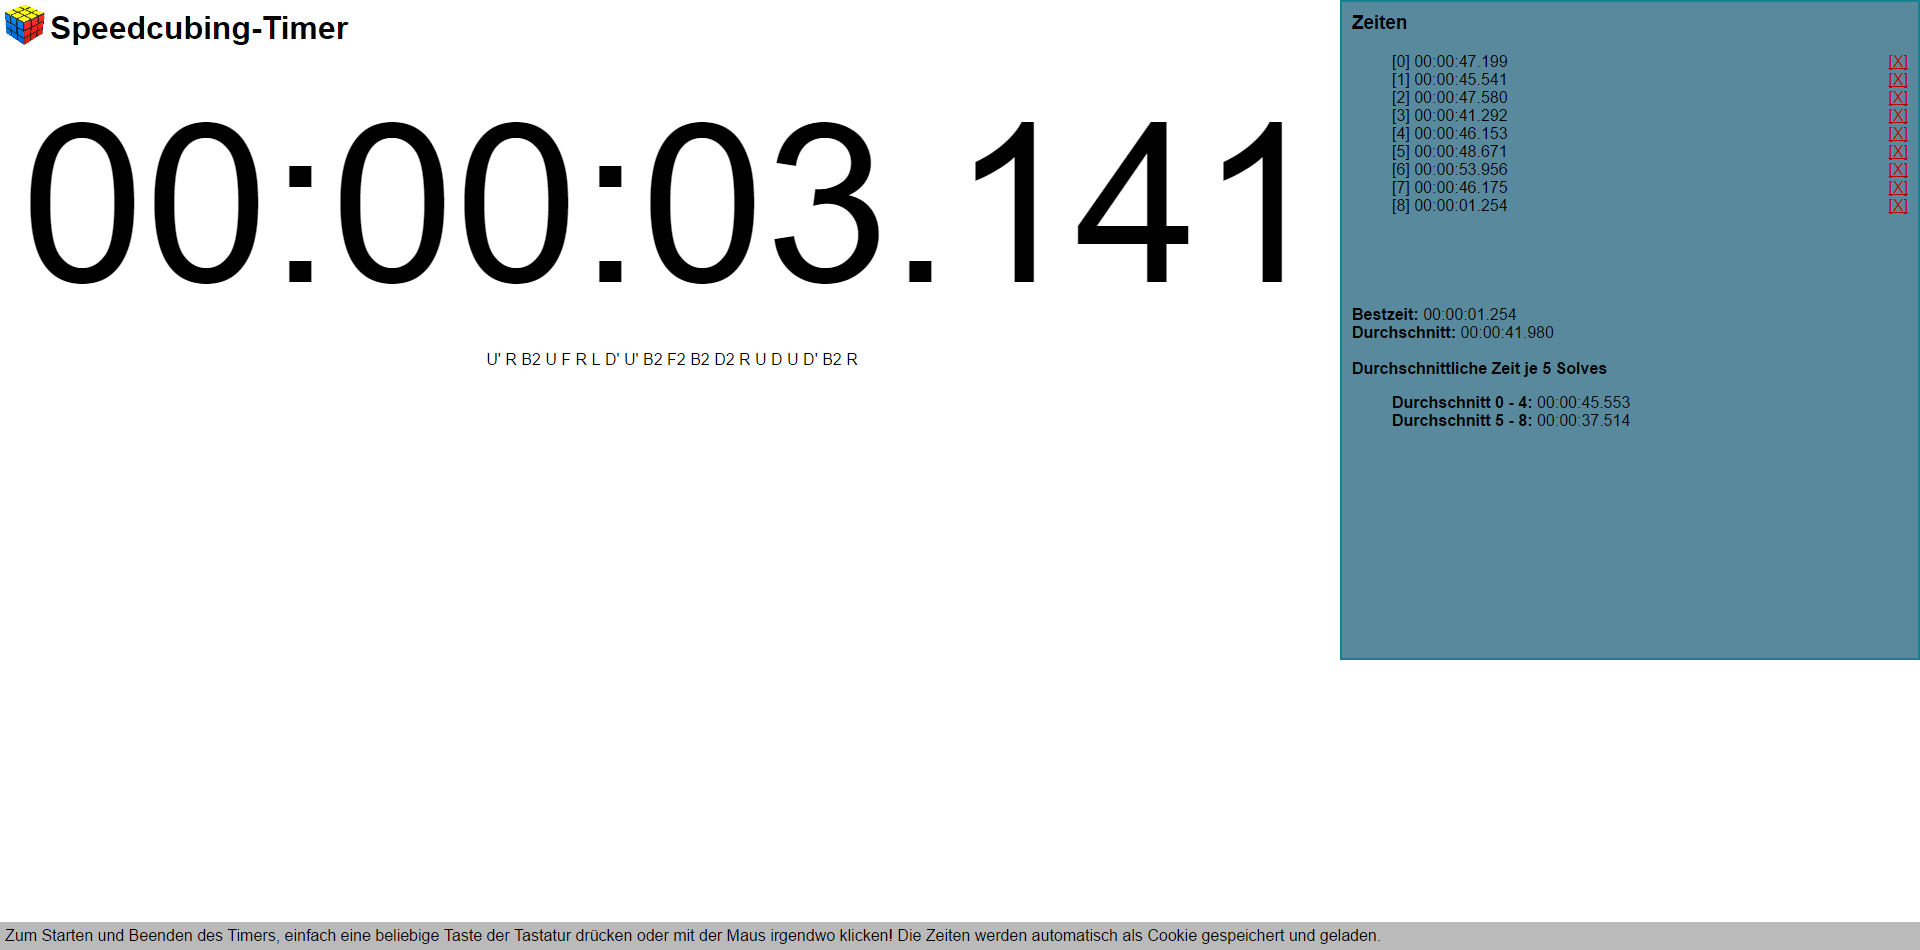 Speedcubing-Timer
00:00:03.141
U' R B2 U F R L D' U' B2 F2 B2 D2 R U D U D' B2 R
Zeiten
[0] 00:00:47.199 [X]
[1] 00:00:45.541 [X]
[2] 00:00:47.580 [X]
[3] 00:00:41.292 [X]
[4] 00:00:46.153 [X]
[5] 00:00:48.671 [X]
[6] 00:00:53.956 [X]
[7] 00:00:46.175 [X]
[8] 00:00:01.254 [X]
Bestzeit: 00:00:01.254
Durchschnitt: 00:00:41.980
Durchschnittliche Zeit je 5 Solves
Durchschnitt 0 - 4: 00:00:45.553
Durchschnitt 5 - 8: 00:00:37.514
Zum Starten und Beenden des Timers, einfach eine beliebige Taste der Tastatur drücken oder mit der Maus irgendwo klicken! Die Zeiten werden automatisch als Cookie gespeichert und geladen.